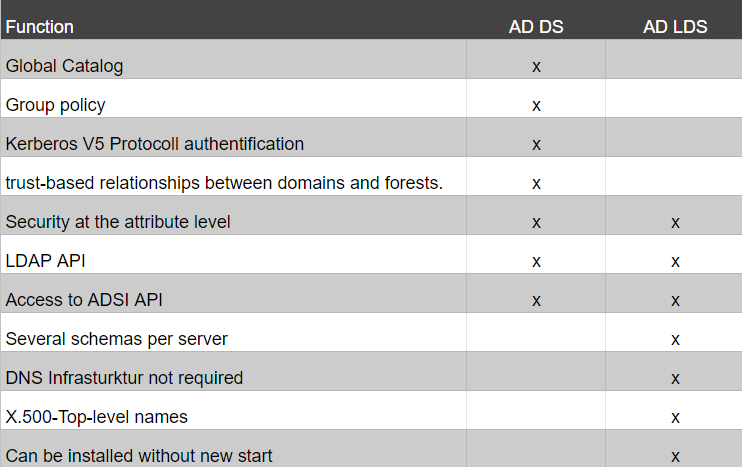 Function AD DS AD LDS
Global Catalog x
Group policy x
Kerberos V5 Protocoll authentification x
trust-based relationships between domains and forests. x
Security at the attribute level x x
LDAP API x x
Access to ADSI API x x
Several schemas per server x
DNS Infrasturktur not required x
X.500-Top-level names x
Can be installed without new start x